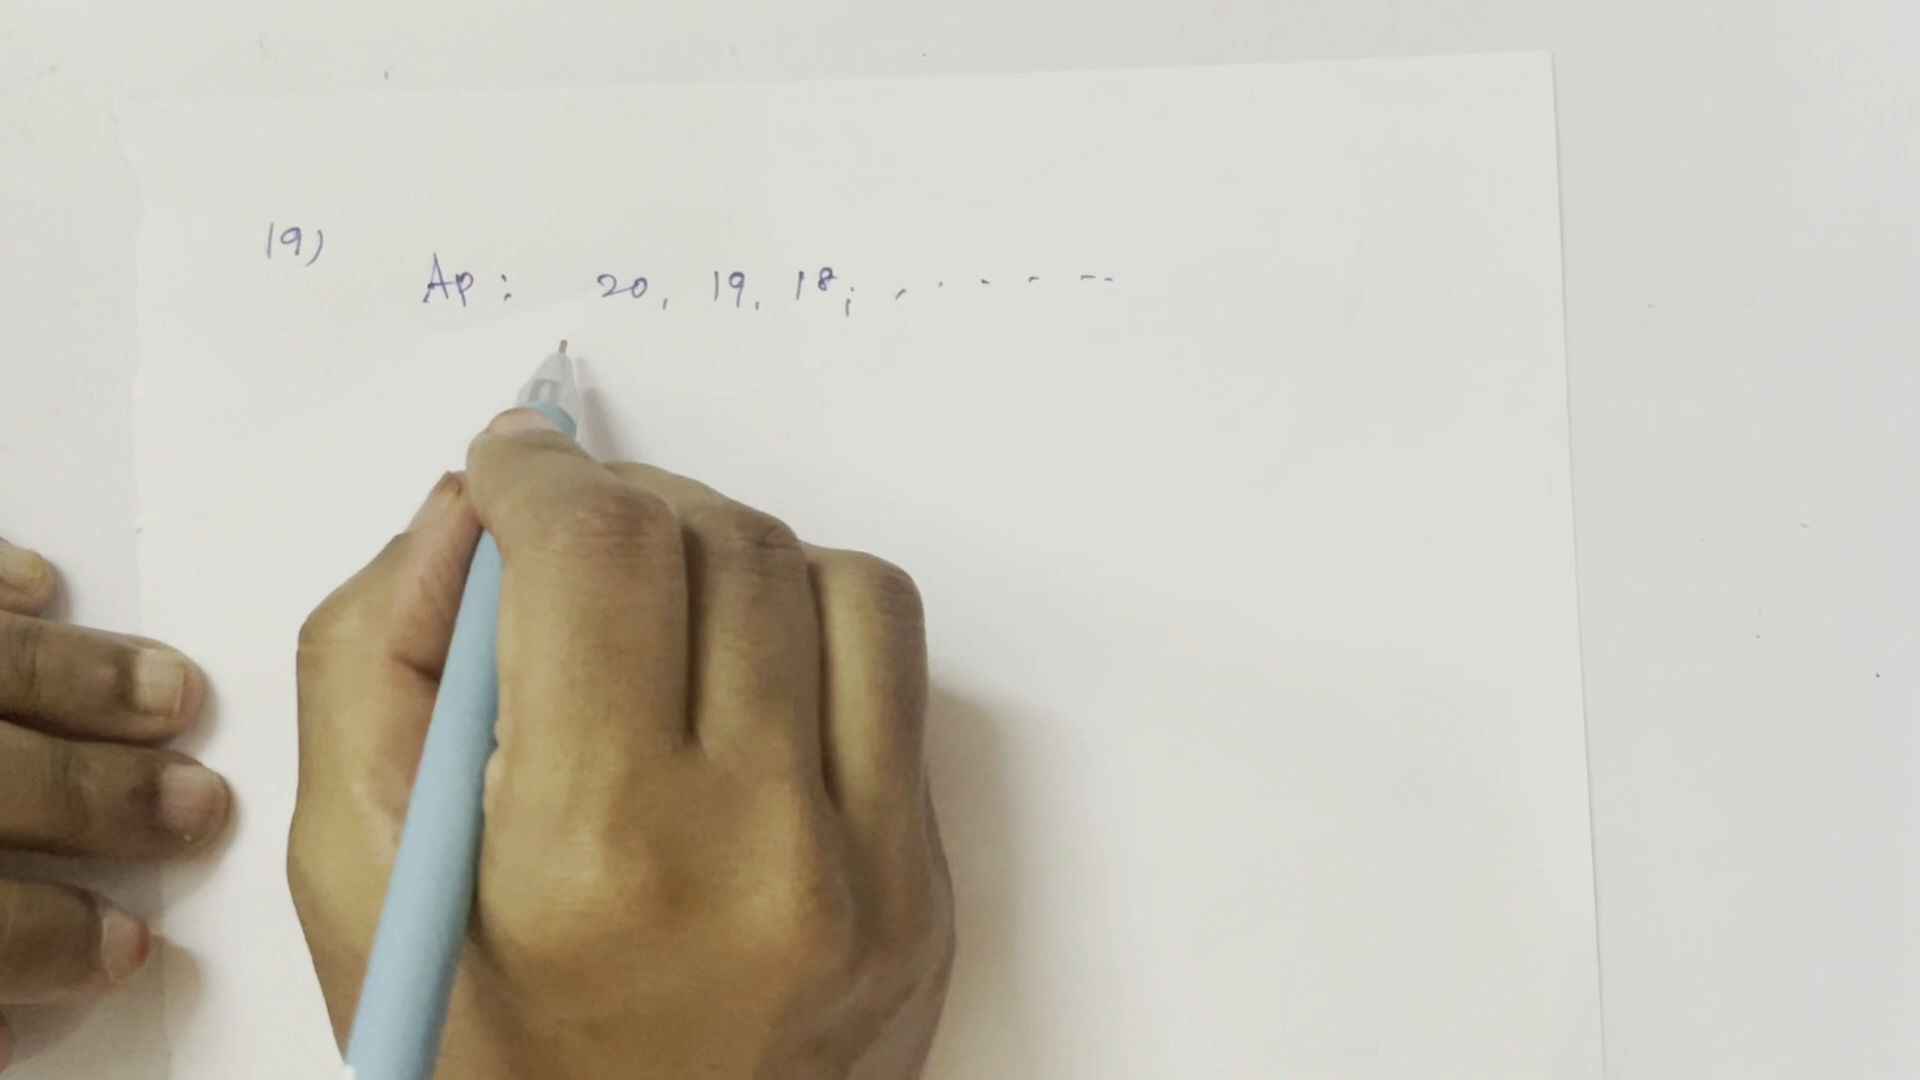 19)
Ap : 20, 19, 18; , . - - --